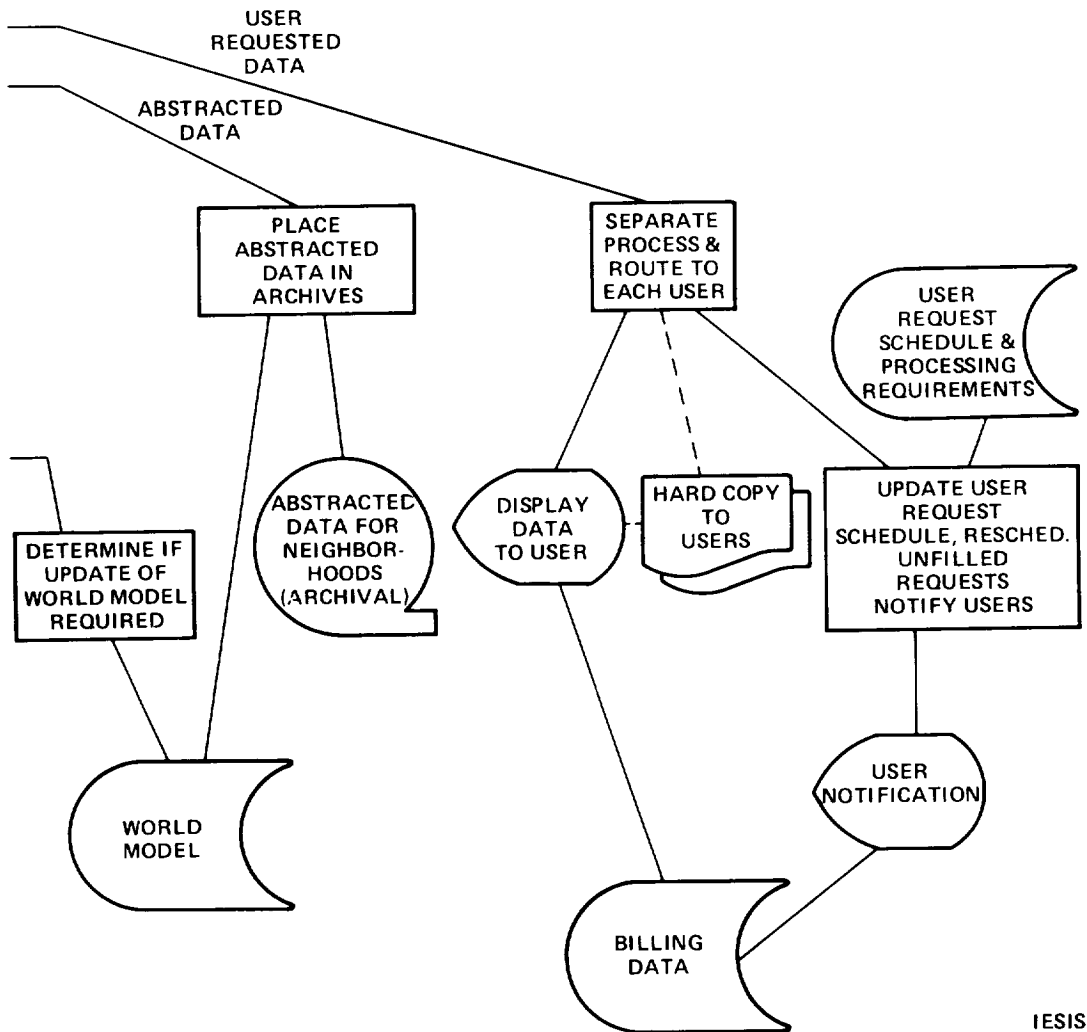 USER
REQUESTED
DATA
ABSTRACTED
DATA
PLACE
ABSTRACTED
DATA IN
ARCHIVES
SEPARATE
PROCESS &
ROUTE TO
EACH USER
USER
REQUEST
SCHEDULE &
PROCESSING
REQUIREMENTS
DETERMINE IF
UPDATE OF
WORLD MODEL
REQUIRED
ABSTRACTED
DATA FOR
NEIGHBOR-
HOODS
(ARCHIVAL)
DISPLAY
DATA
TO USER
HARD COPY
TO
USERS
UPDATE USER
REQUEST
SCHEDULE, RESCHED.
UNFILLED
REQUESTS
NOTIFY USERS
WORLD
MODEL
USER
NOTIFICATION
BILLING
DATA
IESIS